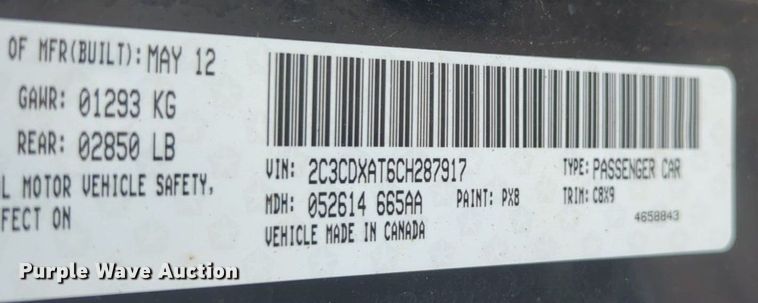 OF MFR(BUILT): MAY 12
GAWR: 01293 KG
REAR: 02850 LB
L MOTOR VEHICLE SAFETY,
FECT ON
VIN: 2C3CDXAT6CH287917
TYPE: PASSENGER CAR
MDH: 052614 665AA
PAINT: PX8
TRIM: C8X9
VEHICLE MADE IN CANADA
4658843
Purple Wave Auction